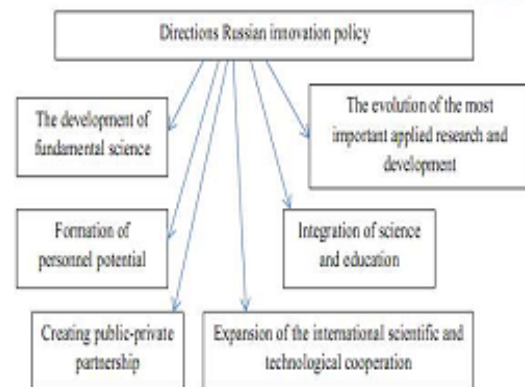 Directions Russian innovation policy
The development of
fundamental science
The evolution of the most
important applied research and
development
Formation of
personnel potential
Integration of science
and education
Creating public-private
partnership
Expansion of the international scientific and
technological cooperation